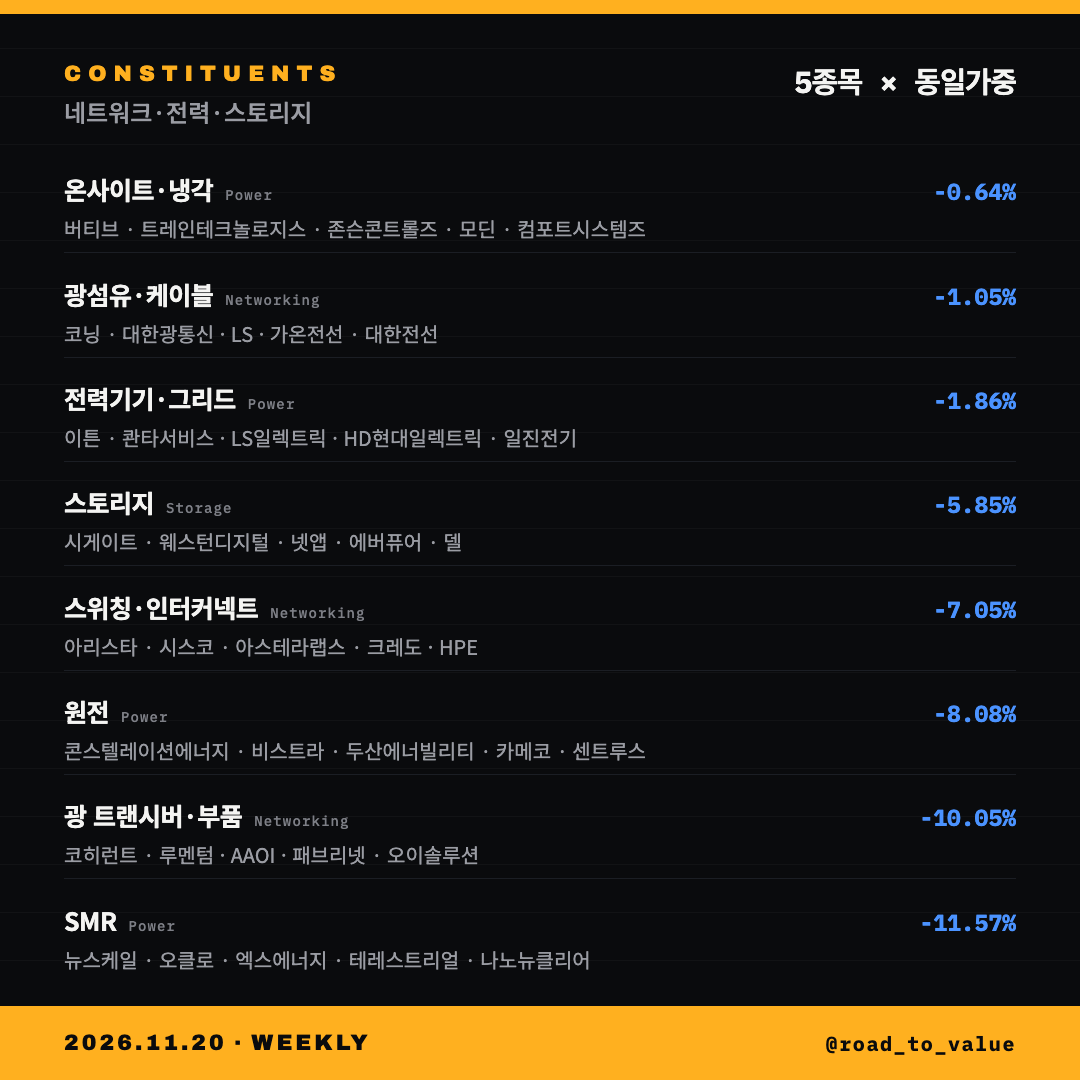 CONSTITUENTS
5종목 × 동일가중
네트워크·전력·스토리지
온사이트·냉각 Power -0.64%
버티브 · 트레인테크놀로지스 · 존슨콘트롤즈 · 모딘 · 컴포트시스템즈
광섬유·케이블 Networking -1.05%
코닝 · 대한광통신 · LS · 가온전선 · 대한전선
전력기기·그리드 Power -1.86%
이튼 · 콴타서비스 · LS일렉트릭 · HD현대일렉트릭 · 일진전기
스토리지 Storage -5.85%
시게이트 · 웨스턴디지털 · 넷앱 · 에버퓨어 · 델
스위칭·인터커넥트 Networking -7.05%
아리스타 · 시스코 · 아스테라랩스 · 크레도 · HPE
원전 Power -8.08%
콘스텔레이션에너지 · 비스트라 · 두산에너빌리티 · 카메코 · 센트루스
광 트랜시버·부품 Networking -10.05%
코히런트 · 루멘텀 · AAOI · 패브리넷 · 오이솔루션
SMR Power -11.57%
뉴스케일 · 오클로 · 엑스에너지 · 테레스트리얼 · 나노뉴클리어
2026.11.20 · WEEKLY
@road_to_value